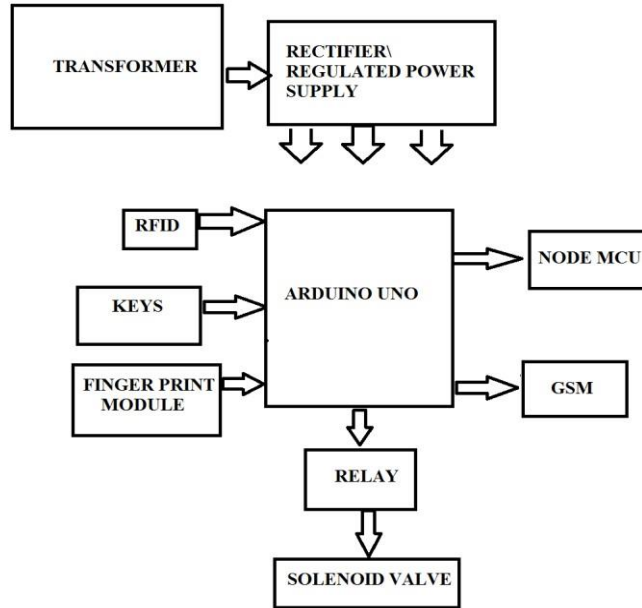 TRANSFORMER
RECTIFIER\
REGULATED POWER
SUPPLY
RFID
KEYS
FINGER PRINT
MODULE
ARDUINO UNO
NODE MCU
GSM
RELAY
SOLENOID VALVE